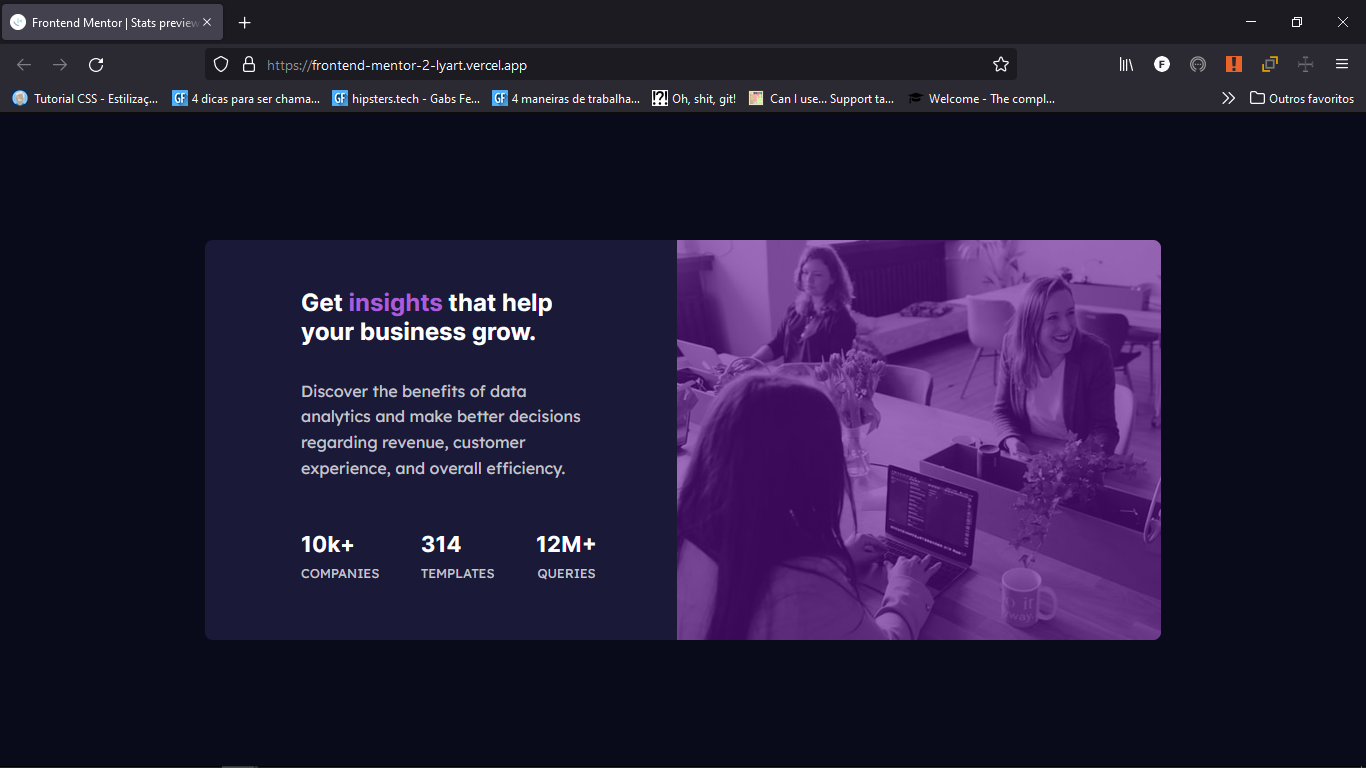 Frontend Mentor | Stats preview
https://frontend-mentor-2-lyart.vercel.app
Tutorial CSS - Estilizaç... GF 4 dicas para ser chama... GF hipsters.tech - Gabs Fe... GF 4 maneiras de trabalha... Oh, shit, git! Can I use... Support ta... Welcome - The compl... Outros favoritos
Get insights that help
your business grow.
Discover the benefits of data
analytics and make better decisions
regarding revenue, customer
experience, and overall efficiency.
10k+ 314 12M+
COMPANIES TEMPLATES QUERIES